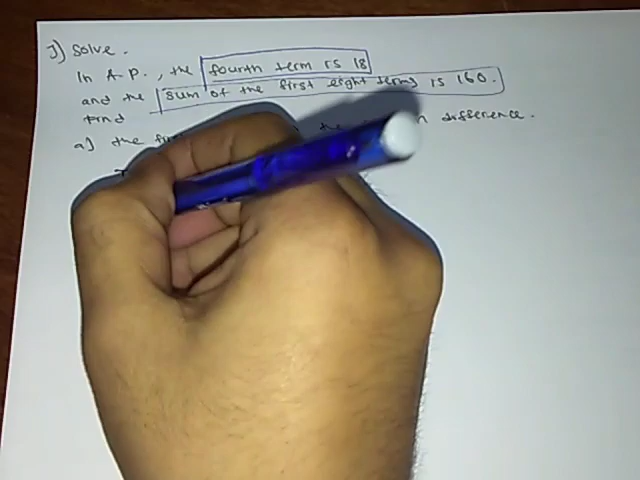 J) Solve.
In A.P., the fourth term is 18
and the sum of the first eight terms is 160.
Find
a) the the difference.